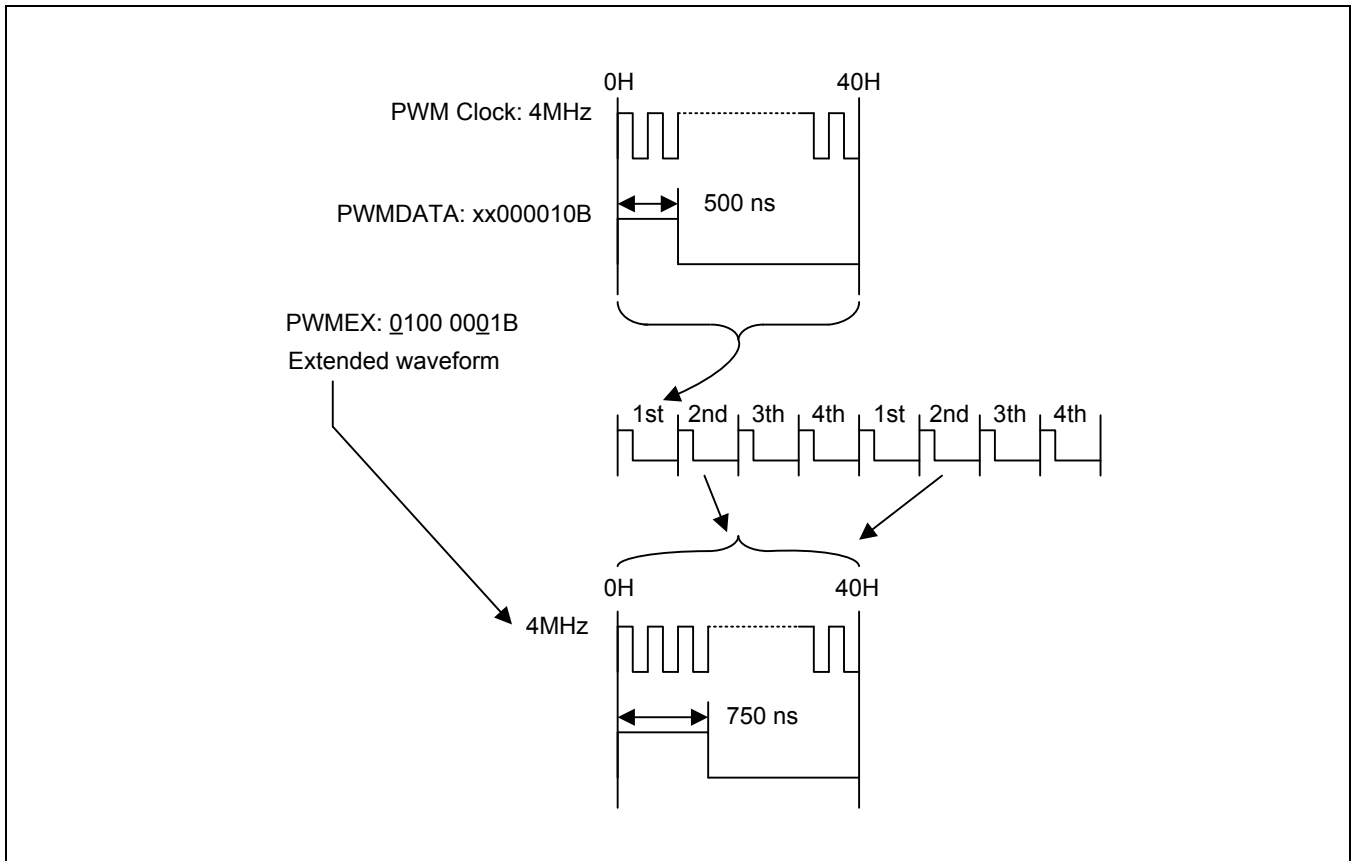 0H 40H
PWM Clock: 4MHz
PWMDATA: xx000010B
500 ns
PWMEX: 0100 0001B
Extended waveform
1st 2nd 3th 4th 1st 2nd 3th 4th
0H 40H
4MHz
750 ns